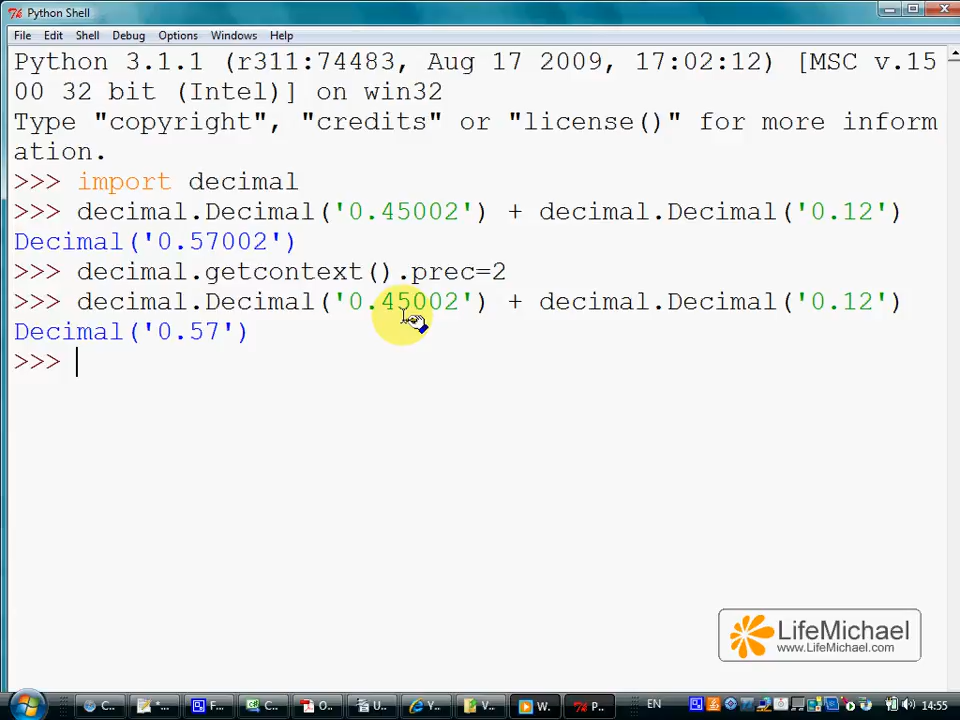 Python Shell
File Edit Shell Debug Options Windows Help
Python 3.1.1 (r311:74483, Aug 17 2009, 17:02:12) [MSC v.15
00 32 bit (Intel)] on win32
Type "copyright", "credits" or "license()" for more inform
ation.
>>> import decimal
>>> decimal.Decimal('0.45002') + decimal.Decimal('0.12')
Decimal('0.57002')
>>> decimal.getcontext().prec=2
>>> decimal.Decimal('0.45002') + decimal.Decimal('0.12')
Decimal('0.57')
>>>
LifeMichael
www.LifeMichael.com
C... *... F... C... O... U... Y... V... W... P... EN 14:55